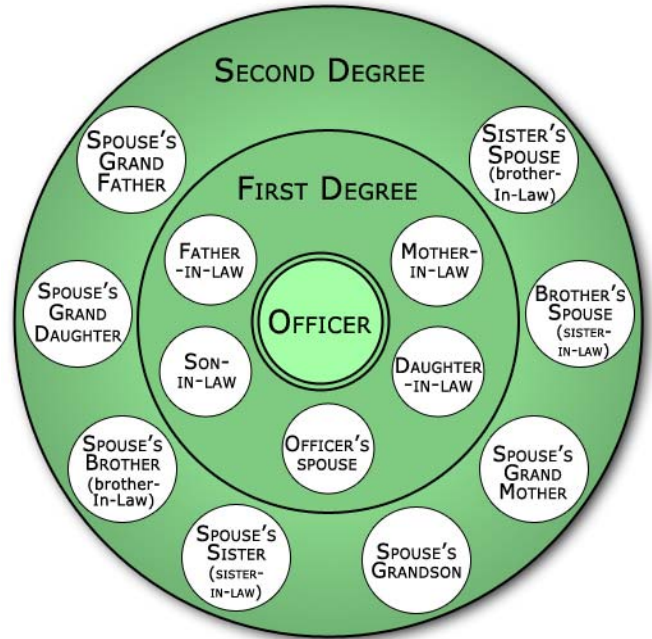 SECOND DEGREE
SPOUSE'S
GRAND
FATHER
SISTER'S
SPOUSE
(brother-
In-Law)
FIRST DEGREE
FATHER
-IN-LAW
MOTHER-
IN-LAW
SPOUSE'S
GRAND
DAUGHTER
OFFICER
BROTHER'S
SPOUSE
(SISTER-
IN-LAW)
SON-
IN-LAW
DAUGHTER
-IN-LAW
OFFICER'S
SPOUSE
SPOUSE'S
BROTHER
(brother-
In-Law)
SPOUSE'S
GRAND
MOTHER
SPOUSE'S
SISTER
(SISTER-
IN-LAW)
SPOUSE'S
GRANDSON